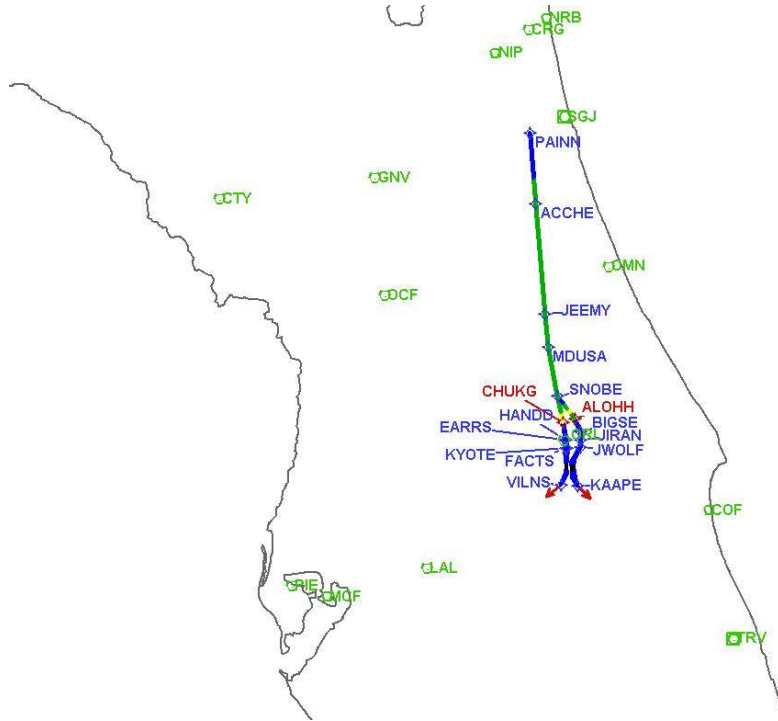 NRB
CRG
NIP
SGJ
PAINN
GNV
CTY
ACCHE
OMN
OCF
JEEMY
MDUSA
SNOBE
CHUKG
ALOHH
HANDD
BIGSE
EARRS
ORL
JIRAN
KYOTE
JWOLF
FACTS
VILNS
KAAPE
COF
LAL
PIE
MCF
TRV